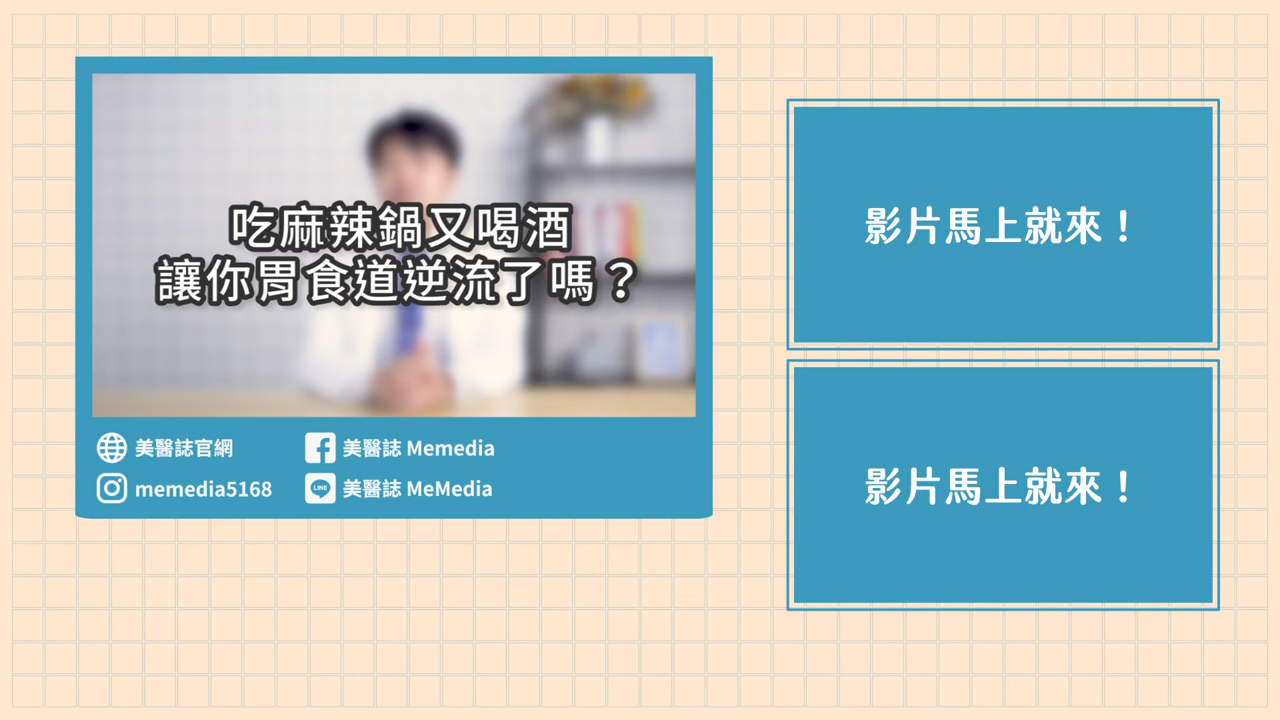 吃麻辣鍋又喝酒
讓你胃食道逆流了嗎？
美醫誌官網
美醫誌 Memedia
memedia5168
LINE
美醫誌 MeMedia
影片馬上就來！
影片馬上就來！